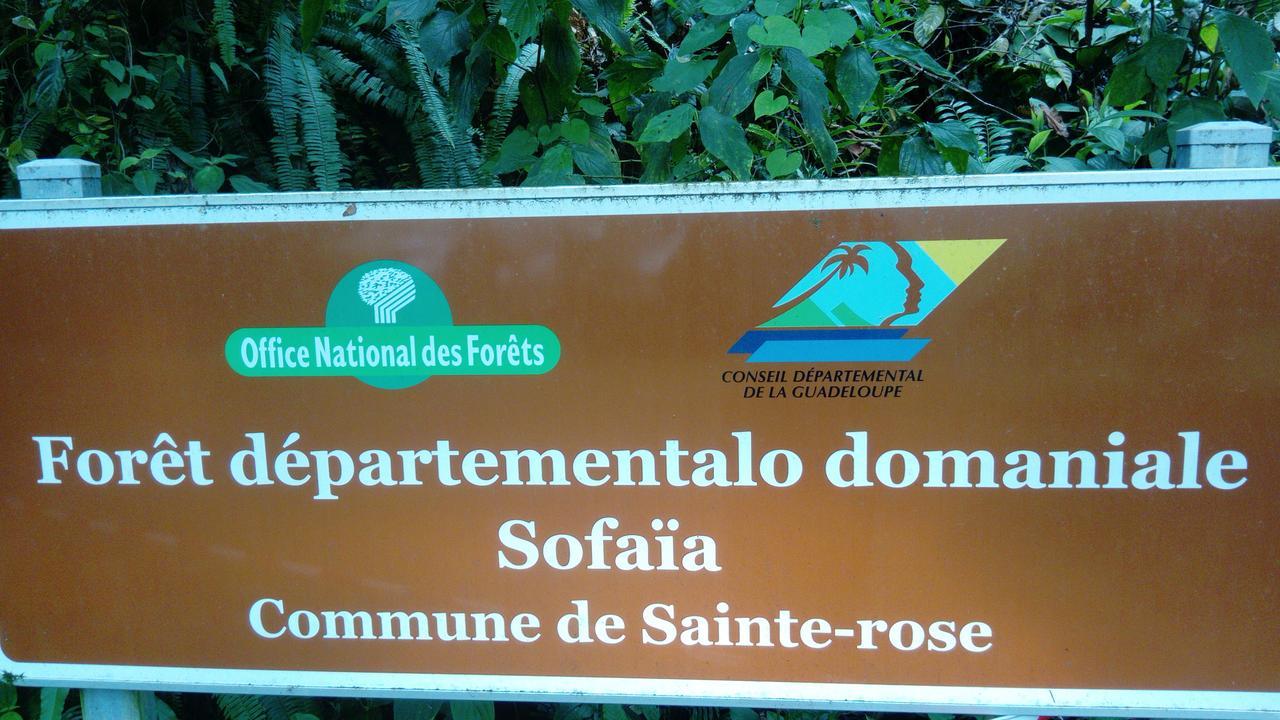 Office National des Forêts
CONSEIL DÉPARTEMENTAL
DE LA GUADELOUPE
Forêt départementalo domaniale
Sofaïa
Commune de Sainte-rose